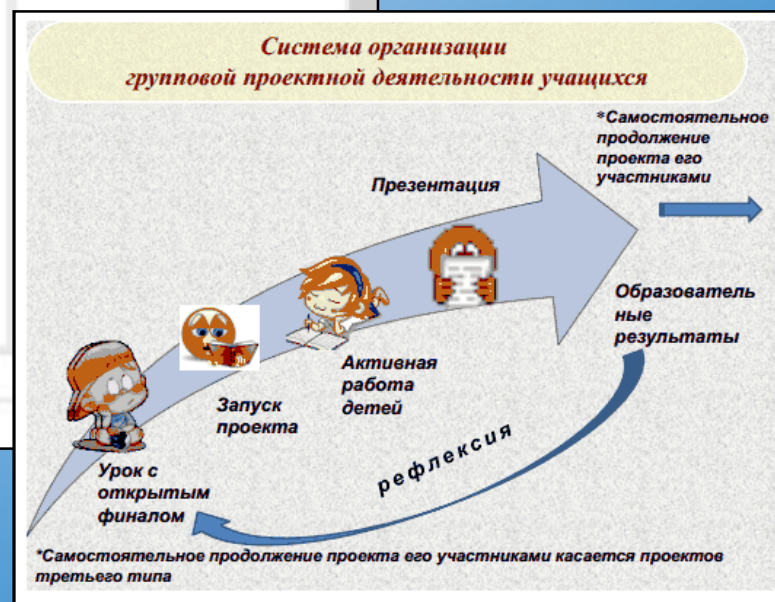 Система организации
групповой проектной деятельности учащихся
*Самостоятельное
продолжение
проекта его
участниками
Презентация
Образователь
ные
результаты
Активная
работа
детей
Запуск
проекта
рефлексия
Урок с
открытым
финалом
*Самостоятельное продолжение проекта его участниками касается проектов
третьего типа